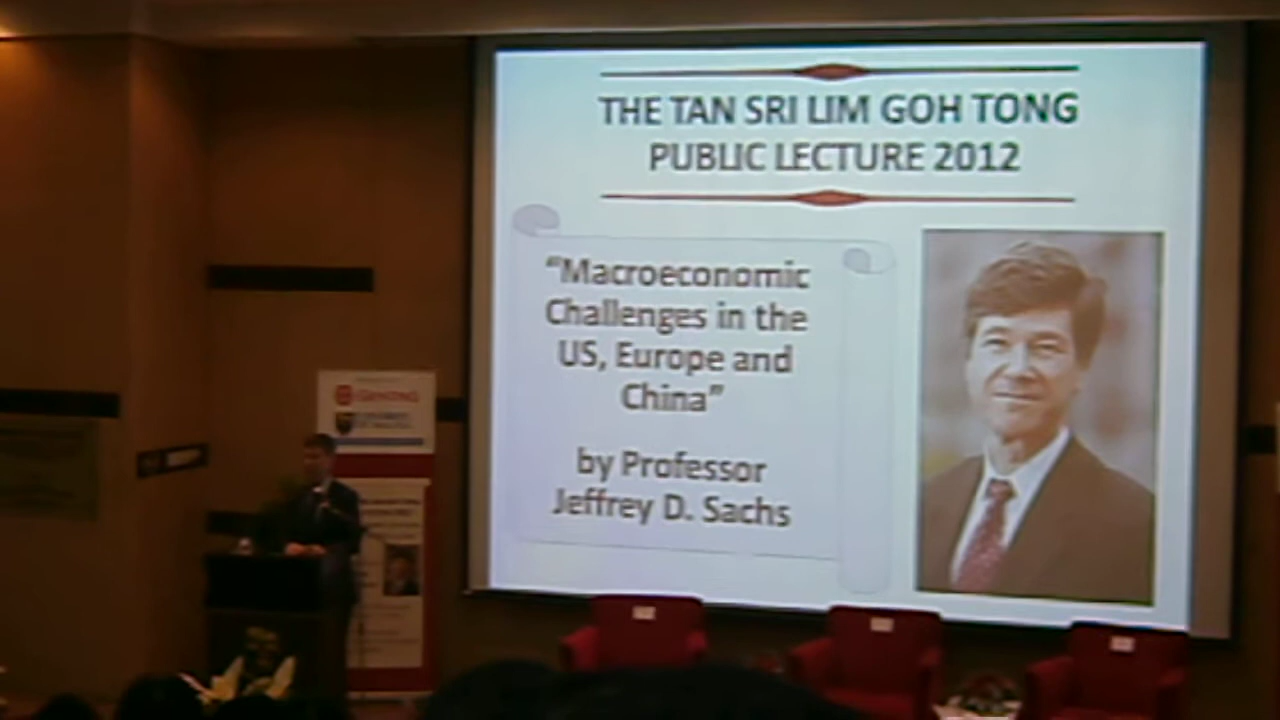 THE TAN SRI LIM GOH TONG
PUBLIC LECTURE 2012
“Macroeconomic
Challenges in the
US, Europe and
China”
by Professor
Jeffrey D. Sachs
GENTING